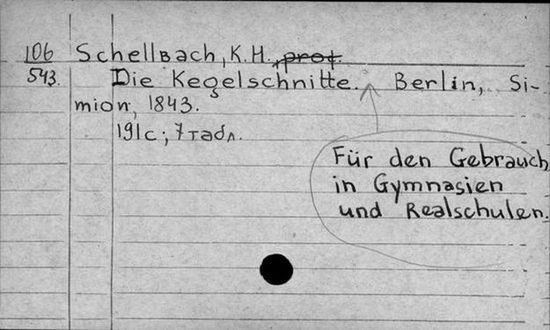 106 Schellbach, K.H., prof.
543. Die Kegelschnitte. Berlin, Si-
mion, 1843.
191c; 7 табл.
Für den Gebrauch
in Gymnasien
und Realschulen.